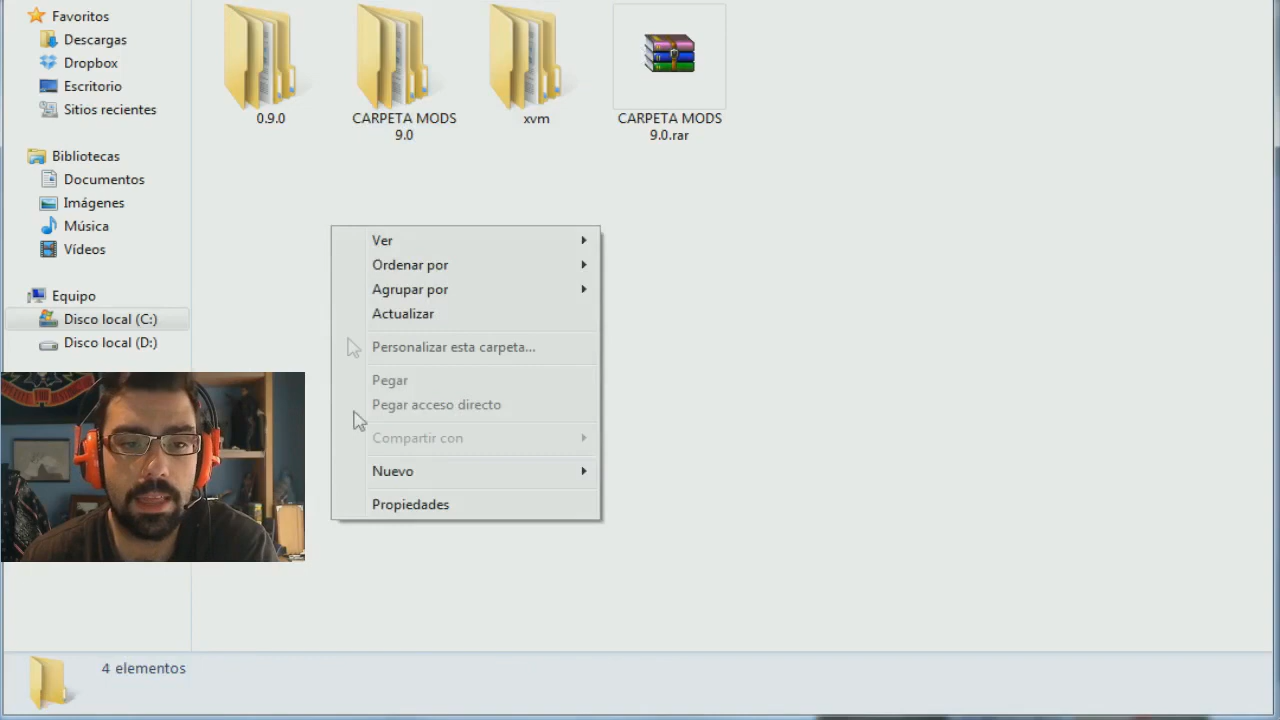 Favoritos
Descargas
Dropbox
Escritorio
Sitios recientes
Bibliotecas
Documentos
Imágenes
Música
Vídeos
Equipo
Disco local (C:)
Disco local (D:)
0.9.0
CARPETA MODS
9.0
xvm
CARPETA MODS
9.0.rar
Ver
Ordenar por
Agrupar por
Actualizar
Personalizar esta carpeta...
Pegar
Pegar acceso directo
Compartir con
Nuevo
Propiedades
4 elementos